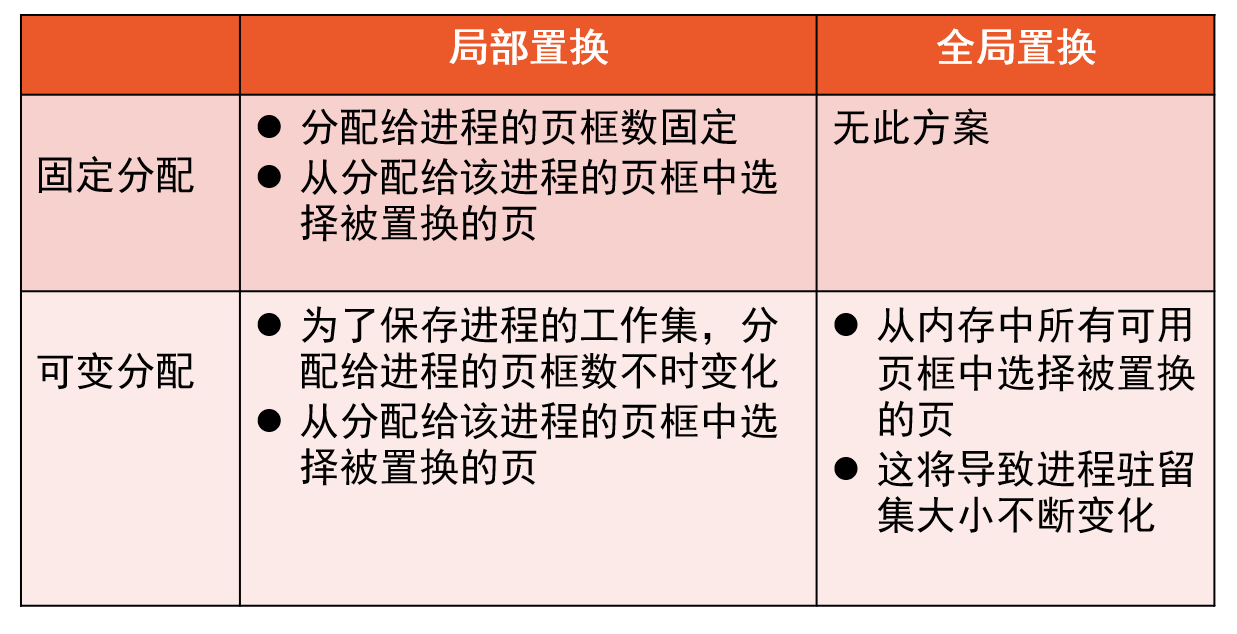 局部置换
全局置换
固定分配
● 分配给进程的页框数固定
● 从分配给该进程的页框中选
择被置换的页
无此方案
可变分配
● 为了保存进程的工作集，分
配给进程的页框数不时变化
● 从分配给该进程的页框中选
择被置换的页
● 从内存中所有可用
页框中选择被置换
的页
● 这将导致进程驻留
集大小不断变化